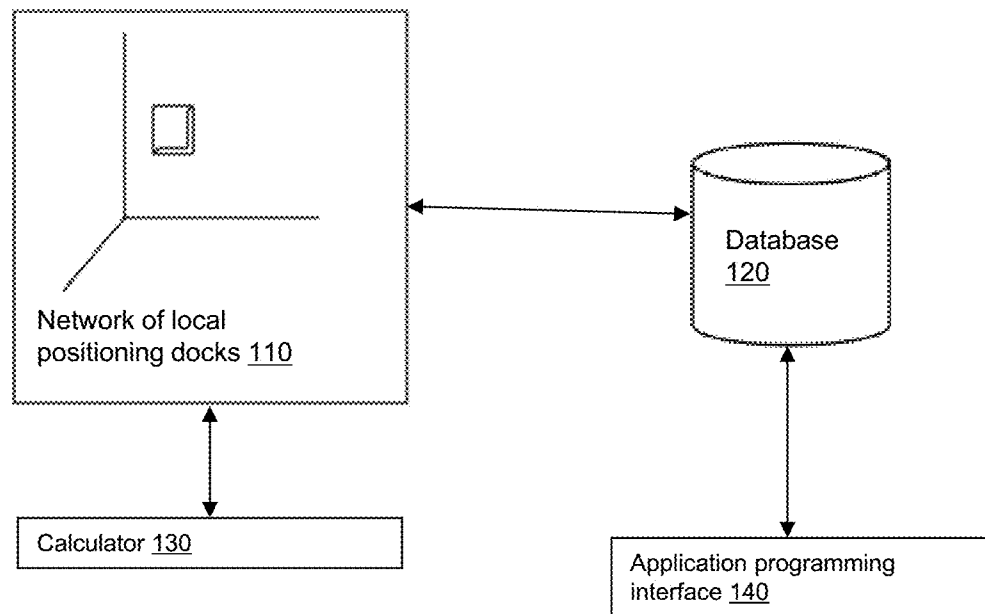 Network of local
positioning docks 110
Database
120
Calculator 130
Application programming
interface 140